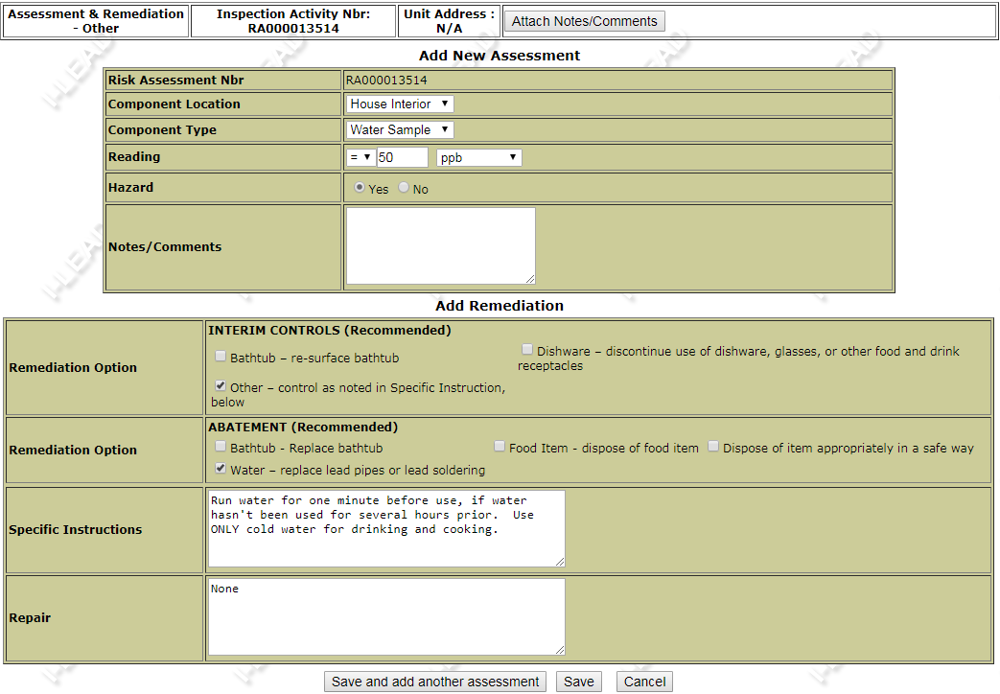 Assessment & Remediation
- Other
Inspection Activity Nbr:
RA000013514
Unit Address :
N/A
Attach Notes/Comments
Add New Assessment
Risk Assessment Nbr
RA000013514
Component Location
House Interior
Component Type
Water Sample
Reading
= 50 ppb
Hazard
Yes No
Notes/Comments
Add Remediation
Remediation Option
INTERIM CONTROLS (Recommended)
Bathtub – re-surface bathtub
Dishware – discontinue use of dishware, glasses, or other food and drink
receptacles
Other – control as noted in Specific Instruction,
below
Remediation Option
ABATEMENT (Recommended)
Bathtub - Replace bathtub
Food Item - dispose of food item
Dispose of item appropriately in a safe way
Water – replace lead pipes or lead soldering
Specific Instructions
Run water for one minute before use, if water
hasn't been used for several hours prior. Use
ONLY cold water for drinking and cooking.
Repair
None
Save and add another assessment
Save
Cancel